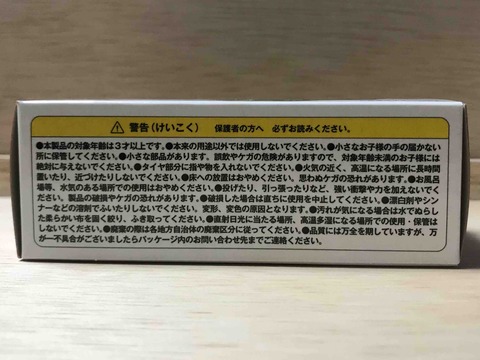 警告(けいこく) 保護者の方へ 必ずお読みください。
●本製品の対象年齢は3才以上です。●本来の用途以外では使用しないでください。●小さなお子様の手の届かない
所に保管してください。●小さな部品があります。誤飲やケガの危険がありますので、対象年齢未満のお子様には
絶対に与えないでください。●タイヤ部分に指や物を入れないでください。●火気の近く、高温になる場所に長時間
置いたり、近づけたりしないでください。●床への放置はおやめください、思わぬケガの恐れがあります。●お風呂
場等、水気のある場所での使用はおやめください。●投げたり、引っ張ったりなど、強い衝撃や力を加えないでく
ださい。製品の破損やケガの恐れがあります。●破損した場合は直ちに使用を中止してください。●漂白剤やシン
ナーなどの溶剤でふいたりしないでください。変形、変色の原因となります。●汚れが気になる場合は水でぬらし
た柔らかい布を固く絞り、ふき取ってください。●直射日光に当たる場所、高温多湿になる場所での使用・保管は
しないでください。●廃棄の際は各地方自治体の廃棄区分に従ってください。●品質には万全を期していますが、万
が一不具合がございましたらパッケージ内のお問い合わせ先までご連絡ください。